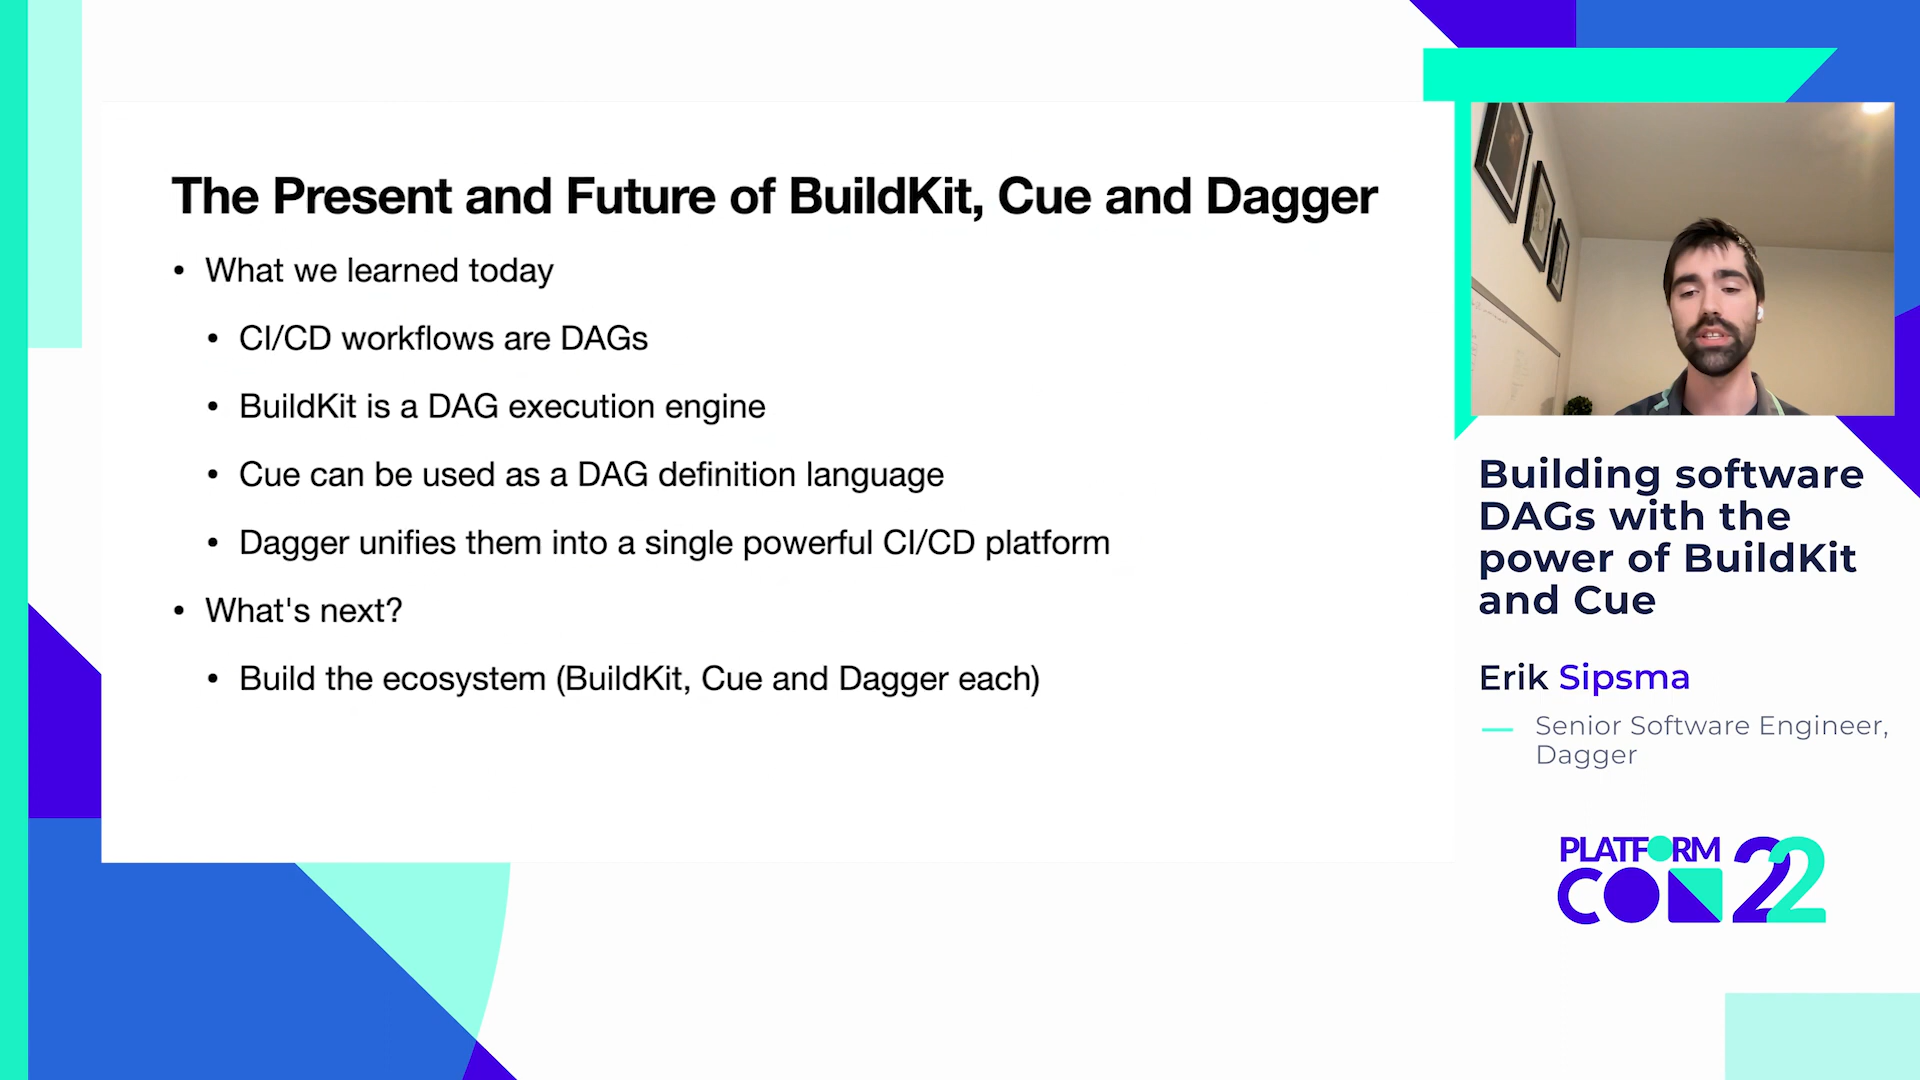 The Present and Future of BuildKit, Cue and Dagger
• What we learned today
• CI/CD workflows are DAGs
• BuildKit is a DAG execution engine
• Cue can be used as a DAG definition language
• Dagger unifies them into a single powerful CI/CD platform
• What's next?
• Build the ecosystem (BuildKit, Cue and Dagger each)
Building software
DAGs with the
power of BuildKit
and Cue
Erik Sipsma
Senior Software Engineer,
Dagger
PLATFORM
CON 22